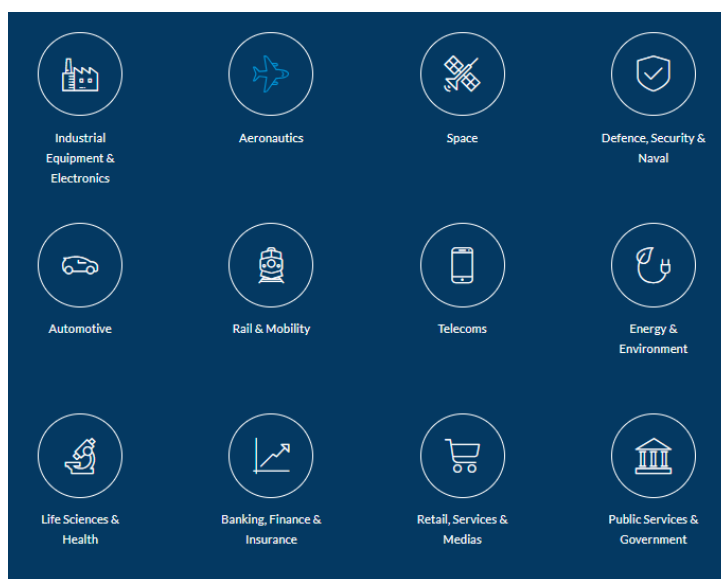 Industrial
Equipment &
Electronics
Aeronautics
Space
Defence, Security &
Naval
Automotive
Rail & Mobility
Telecoms
Energy &
Environment
Life Sciences &
Health
Banking, Finance &
Insurance
Retail, Services &
Medias
Public Services &
Government